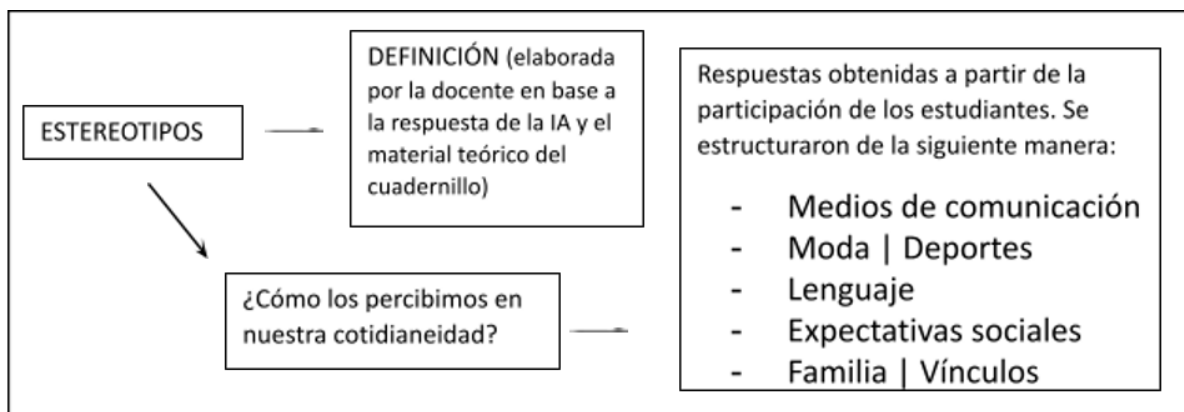 ESTEREOTIPOS
DEFINICIÓN (elaborada
por la docente en base a
la respuesta de la IA y el
material teórico del
cuadernillo)
¿Cómo los percibimos en
nuestra cotidianeidad?
Respuestas obtenidas a partir de la
participación de los estudiantes. Se
estructuraron de la siguiente manera:
- Medios de comunicación
- Moda | Deportes
- Lenguaje
- Expectativas sociales
- Familia | Vínculos